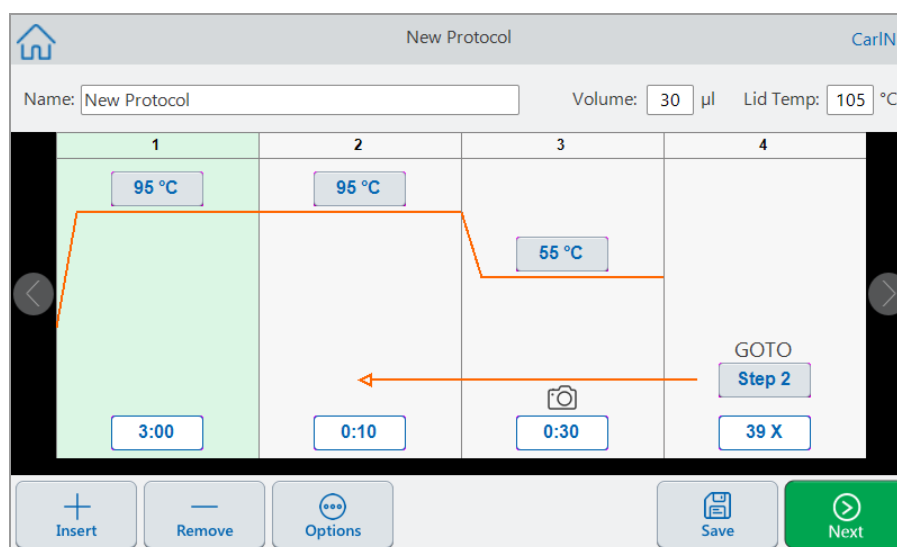 New Protocol
CarlN
Name: New Protocol Volume: 30 µl Lid Temp: 105 °C
1 2 3 4
95 °C 95 °C
55 °C
GOTO
Step 2
3:00 0:10 0:30 39 X
Insert Remove Options Save Next